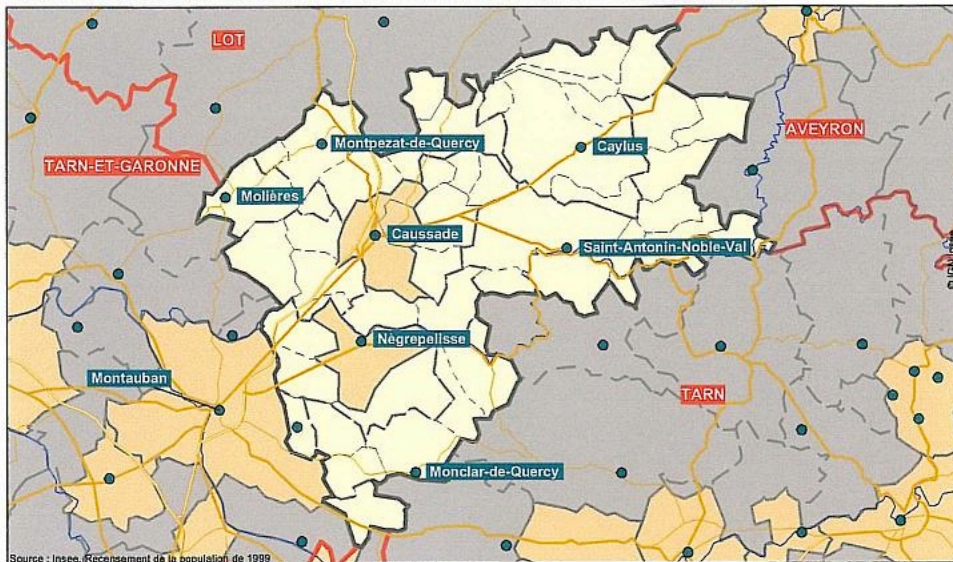 LOT
Montpezat-de-Quercy
Caylus
AVEYRON
TARN-ET-GARONNE
Molières
Caussade
Saint-Antonin-Noble-Val
Nègrepelisse
Montauban
TARN
Monclar-de-Quercy
Source : Insee, Recensement de la population de 1999